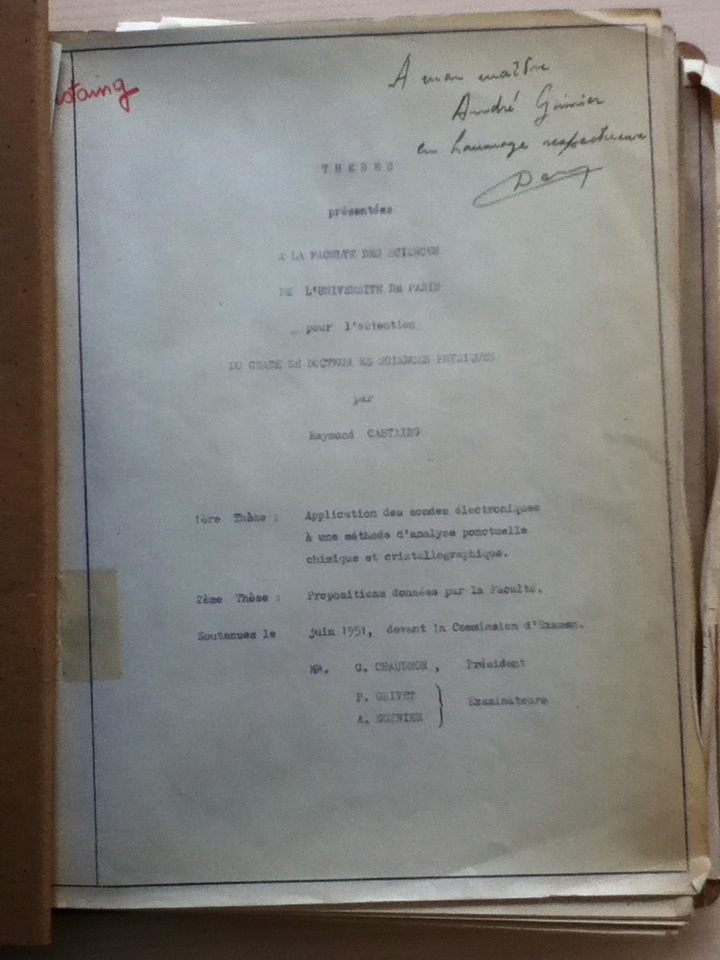 staing
A mon maître
André Guinier
en hommage respectueux
THESES
présentées
A LA FACULTE DES SCIENCES
DE L'UNIVERSITE DE PARIS
pour l'obtention
DU GRADE DE DOCTEUR ES SCIENCES PHYSIQUES
par
Raymond CASTAING
1ère Thèse : Application des sondes électroniques
à une méthode d'analyse ponctuelle
chimique et cristallographique.
2ème Thèse : Propositions données par la Faculté.
Soutenues le juin 1951, devant la Commission d'Examen.
MM. G. CHAUDRON, Président
P. GRIVET
A. GUINIER } Examinateurs